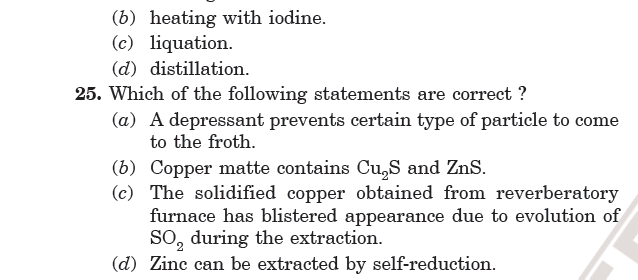 (b) heating with iodine.
(c) liquation.
(d) distillation.
25. Which of the following statements are correct ?
(a) A depressant prevents certain type of particle to come
to the froth.
(b) Copper matte contains Cu₂S and ZnS.
(c) The solidified copper obtained from reverberatory
furnace has blistered appearance due to evolution of
SO₂ during the extraction.
(d) Zinc can be extracted by self-reduction.